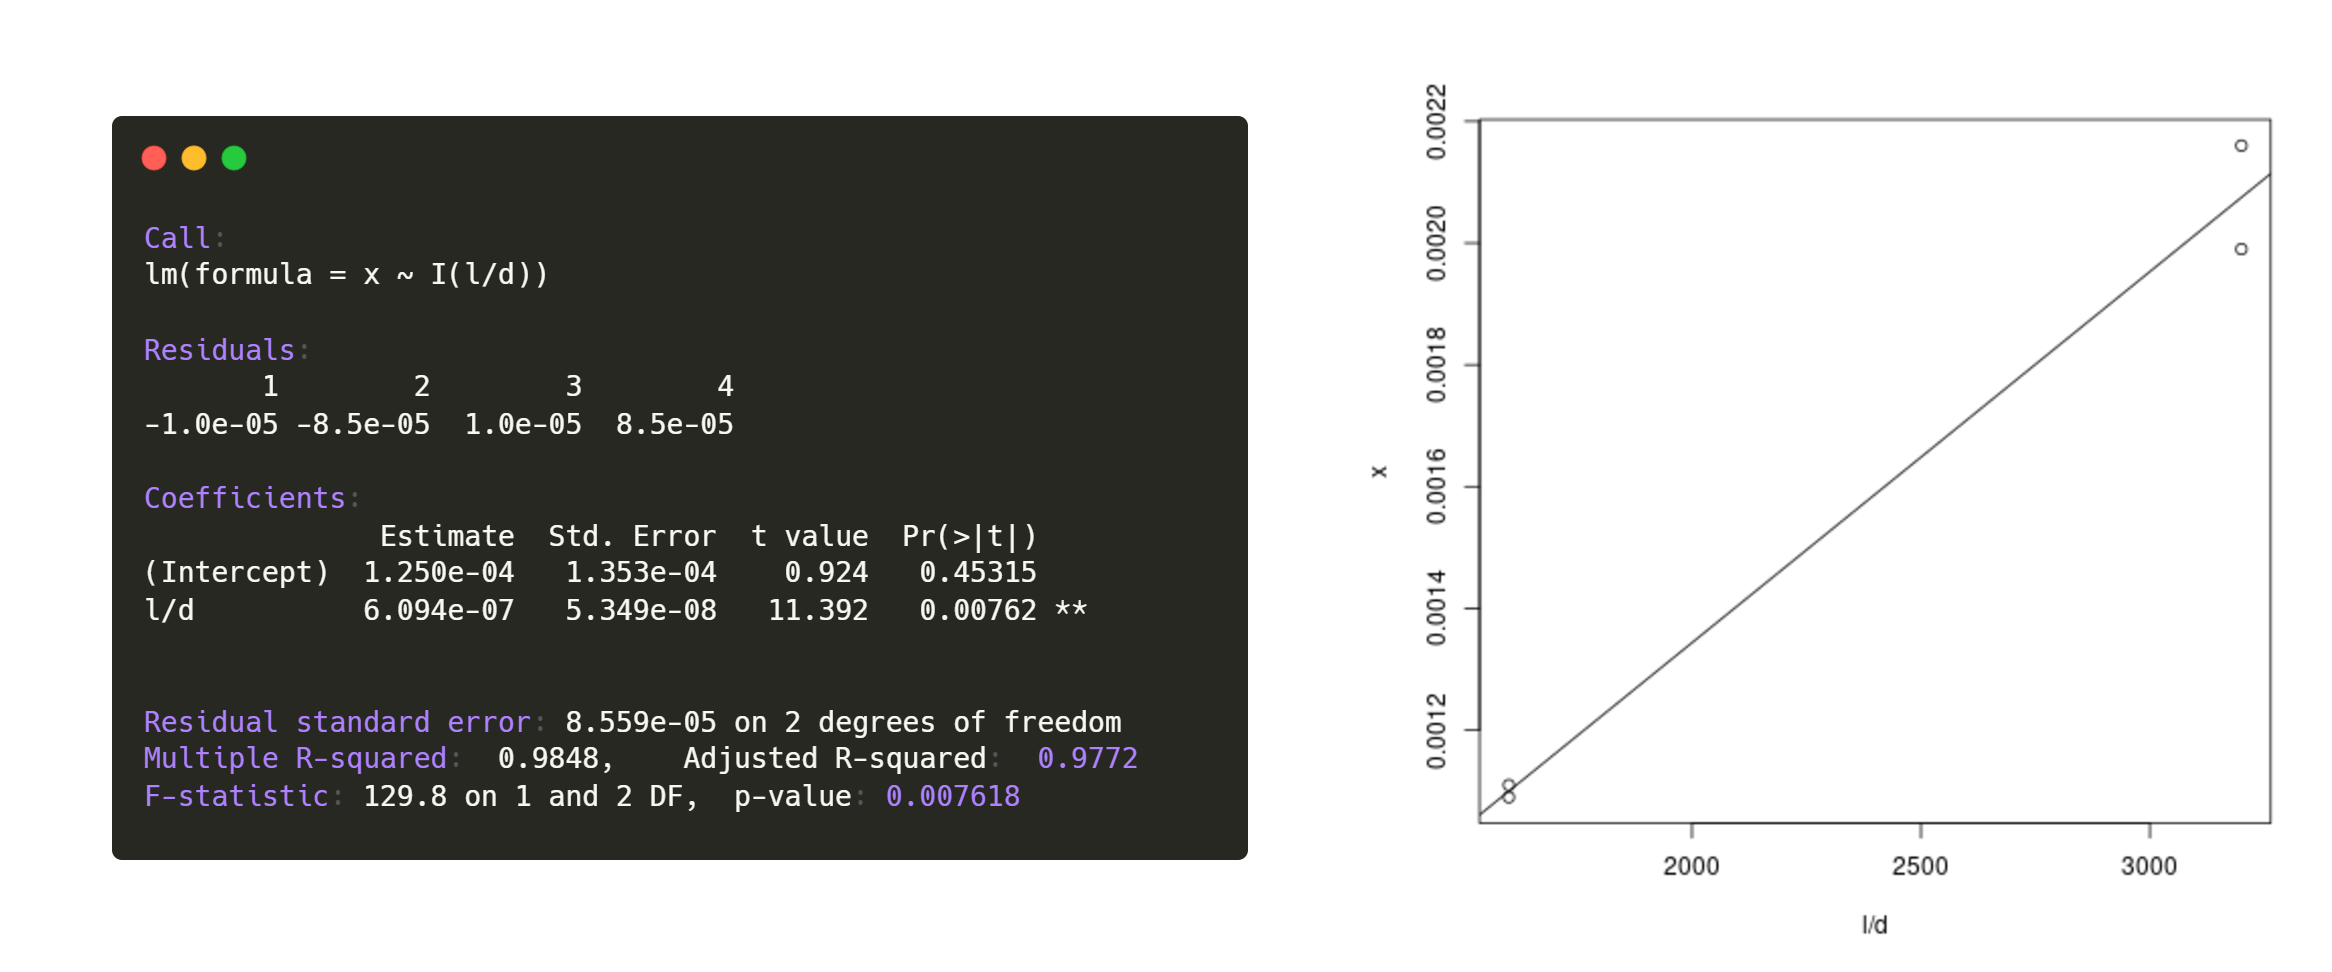 Call:
lm(formula = x ~ I(l/d))
Residuals:
1 2 3 4
-1.0e-05 -8.5e-05 1.0e-05 8.5e-05
Coefficients:
Estimate Std. Error t value Pr(>|t|)
(Intercept) 1.250e-04 1.353e-04 0.924 0.45315
l/d 6.094e-07 5.349e-08 11.392 0.00762 **
Residual standard error: 8.559e-05 on 2 degrees of freedom
Multiple R-squared: 0.9848, Adjusted R-squared: 0.9772
F-statistic: 129.8 on 1 and 2 DF, p-value: 0.007618
x
0.0022
0.0020
0.0018
0.0016
0.0014
0.0012
2000 2500 3000
l/d